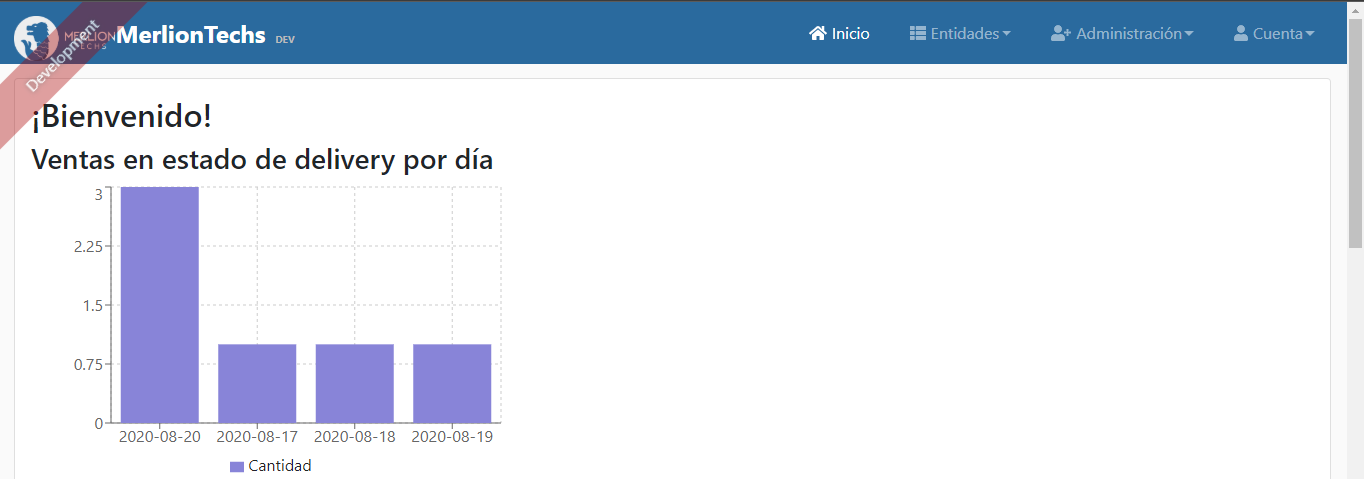 MERLION
TECHS
Development
MerlionTechs DEV
Inicio Entidades Administración Cuenta
¡Bienvenido!
Ventas en estado de delivery por día
3
2.25
1.5
0.75
0
2020-08-20 2020-08-17 2020-08-18 2020-08-19
Cantidad